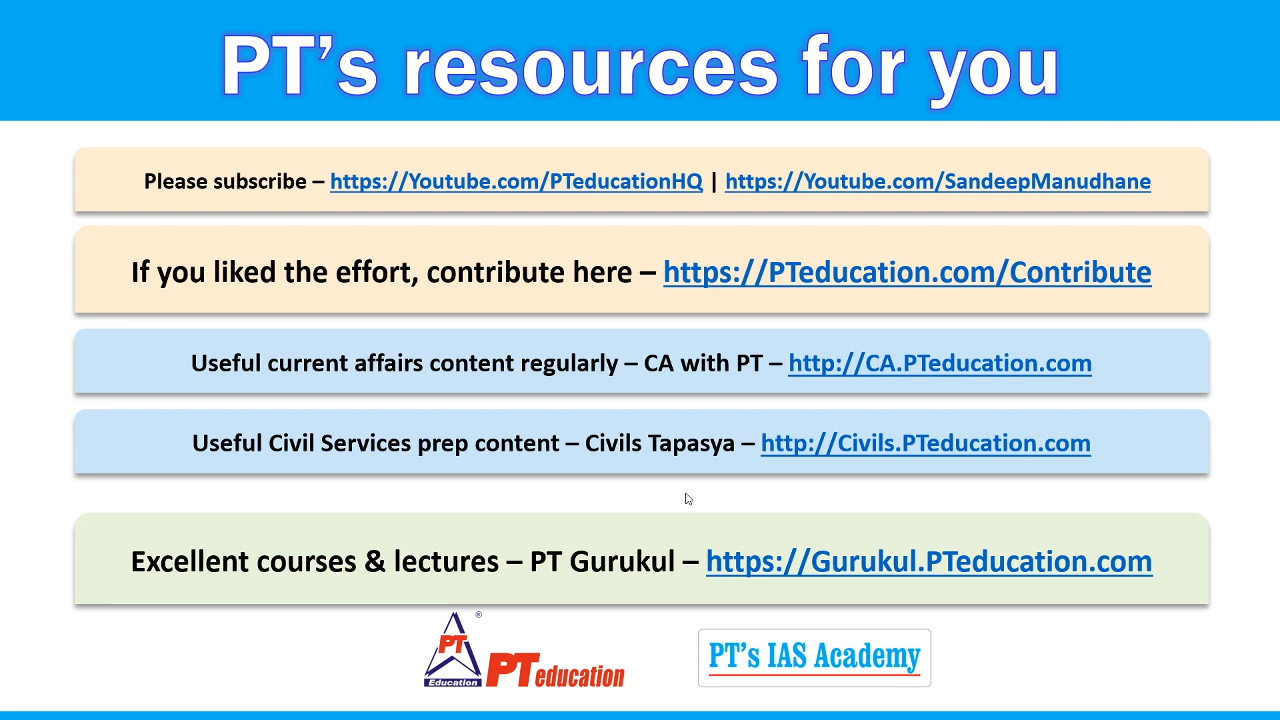 PT’s resources for you
Please subscribe – https://Youtube.com/PTeducationHQ | https://Youtube.com/SandeepManudhane
If you liked the effort, contribute here – https://PTeducation.com/Contribute
Useful current affairs content regularly – CA with PT – http://CA.PTeducation.com
Useful Civil Services prep content – Civils Tapasya – http://Civils.PTeducation.com
Excellent courses & lectures – PT Gurukul – https://Gurukul.PTeducation.com
PT ®
Education
PT education
PT’s IAS Academy